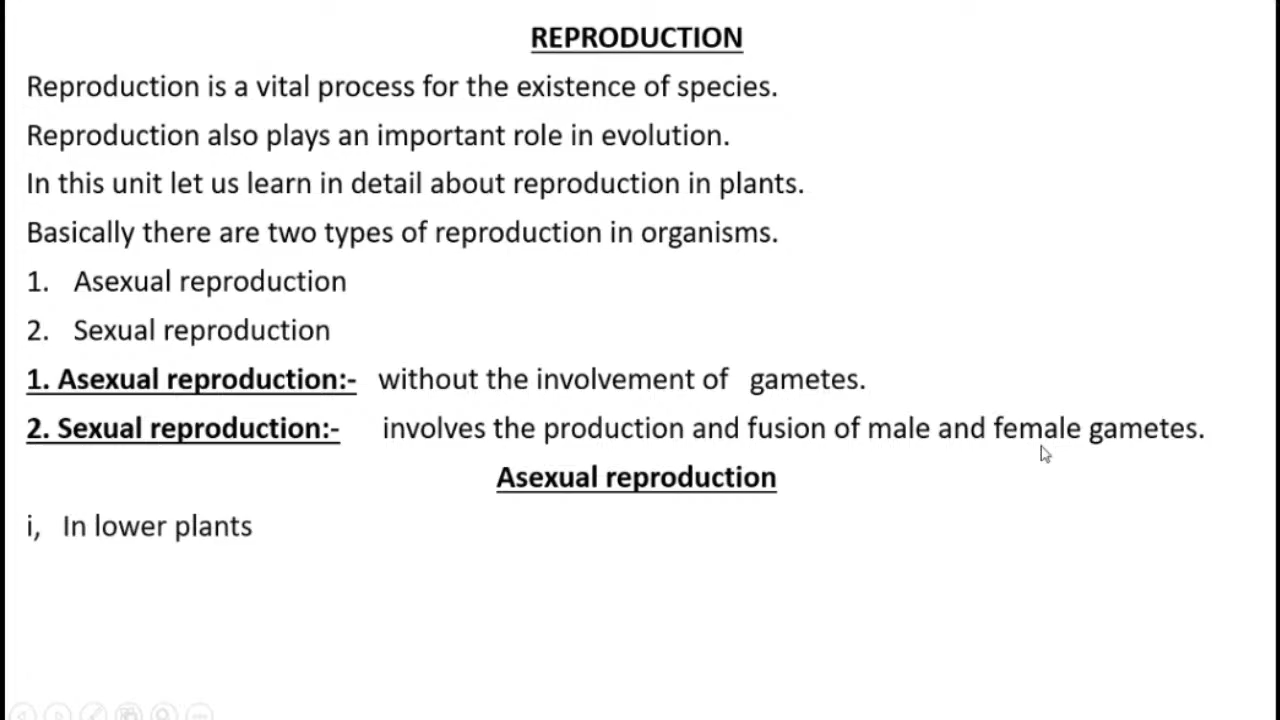 REPRODUCTION
Reproduction is a vital process for the existence of species.
Reproduction also plays an important role in evolution.
In this unit let us learn in detail about reproduction in plants.
Basically there are two types of reproduction in organisms.
1. Asexual reproduction
2. Sexual reproduction
1. Asexual reproduction:- without the involvement of gametes.
2. Sexual reproduction:- involves the production and fusion of male and female gametes.
Asexual reproduction
i, In lower plants